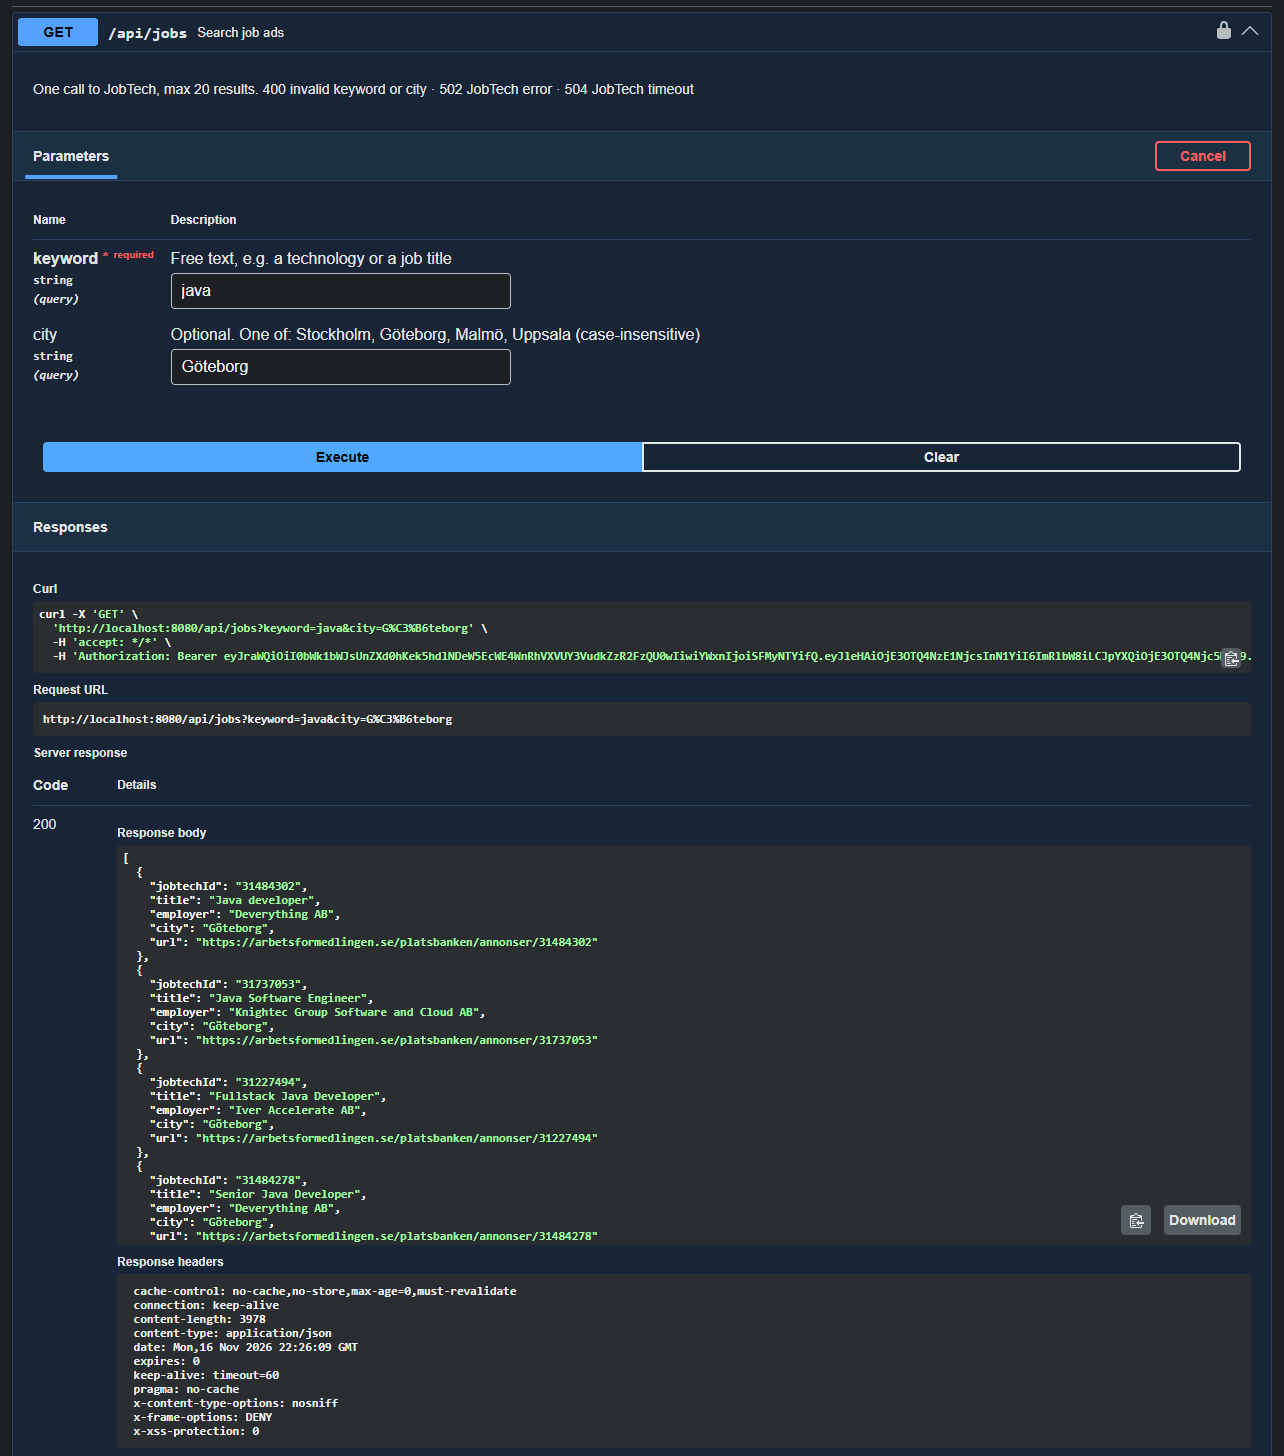 GET /api/jobs Search job ads
One call to JobTech, max 20 results. 400 invalid keyword or city · 502 JobTech error · 504 JobTech timeout
Parameters
Cancel
Name Description
keyword * required Free text, e.g. a technology or a job title
string
(query)
java
city Optional. One of: Stockholm, Göteborg, Malmö, Uppsala (case-insensitive)
string
(query)
Göteborg
Execute
Clear
Responses
Curl
curl -X 'GET' \
'http://localhost:8080/api/jobs?keyword=java&city=G%C3%B6teborg' \
-H 'accept: */*' \
-H 'Authorization: Bearer
Request URL
http://localhost:8080/api/jobs?keyword=java&city=G%C3%B6teborg
Server response
Code Details
200
Response body
[
{
"jobtechId": "31484302",
"title": "Java developer",
"employer": "Deverything AB",
"city": "Göteborg",
"url": "https://arbetsformedlingen.se/platsbanken/annonser/31484302"
},
{
"jobtechId": "31737053",
"title": "Java Software Engineer",
"employer": "Knightec Group Software and Cloud AB",
"city": "Göteborg",
"url": "https://arbetsformedlingen.se/platsbanken/annonser/31737053"
},
{
"jobtechId": "31227494",
"title": "Fullstack Java Developer",
"employer": "Iver Accelerate AB",
"city": "Göteborg",
"url": "https://arbetsformedlingen.se/platsbanken/annonser/31227494"
},
{
"jobtechId": "31484278",
"title": "Senior Java Developer",
"employer": "Deverything AB",
"city": "Göteborg",
"url": "https://arbetsformedlingen.se/platsbanken/annonser/31484278"
Download
Response headers
cache-control: no-cache,no-store,max-age=0,must-revalidate
connection: keep-alive
content-length: 3978
content-type: application/json
date: Mon,16 Nov 2026 22:26:09 GMT
expires: 0
keep-alive: timeout=60
pragma: no-cache
x-content-type-options: nosniff
x-frame-options: DENY
x-xss-protection: 0